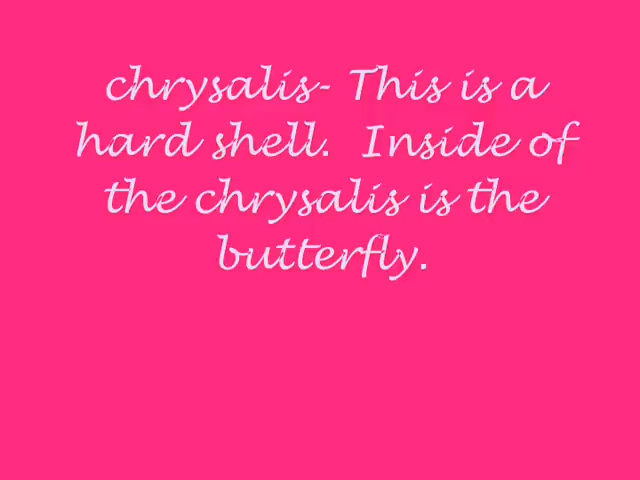 chrysalis- This is a
hard shell.  Inside of
the chrysalis is the
butterfly.